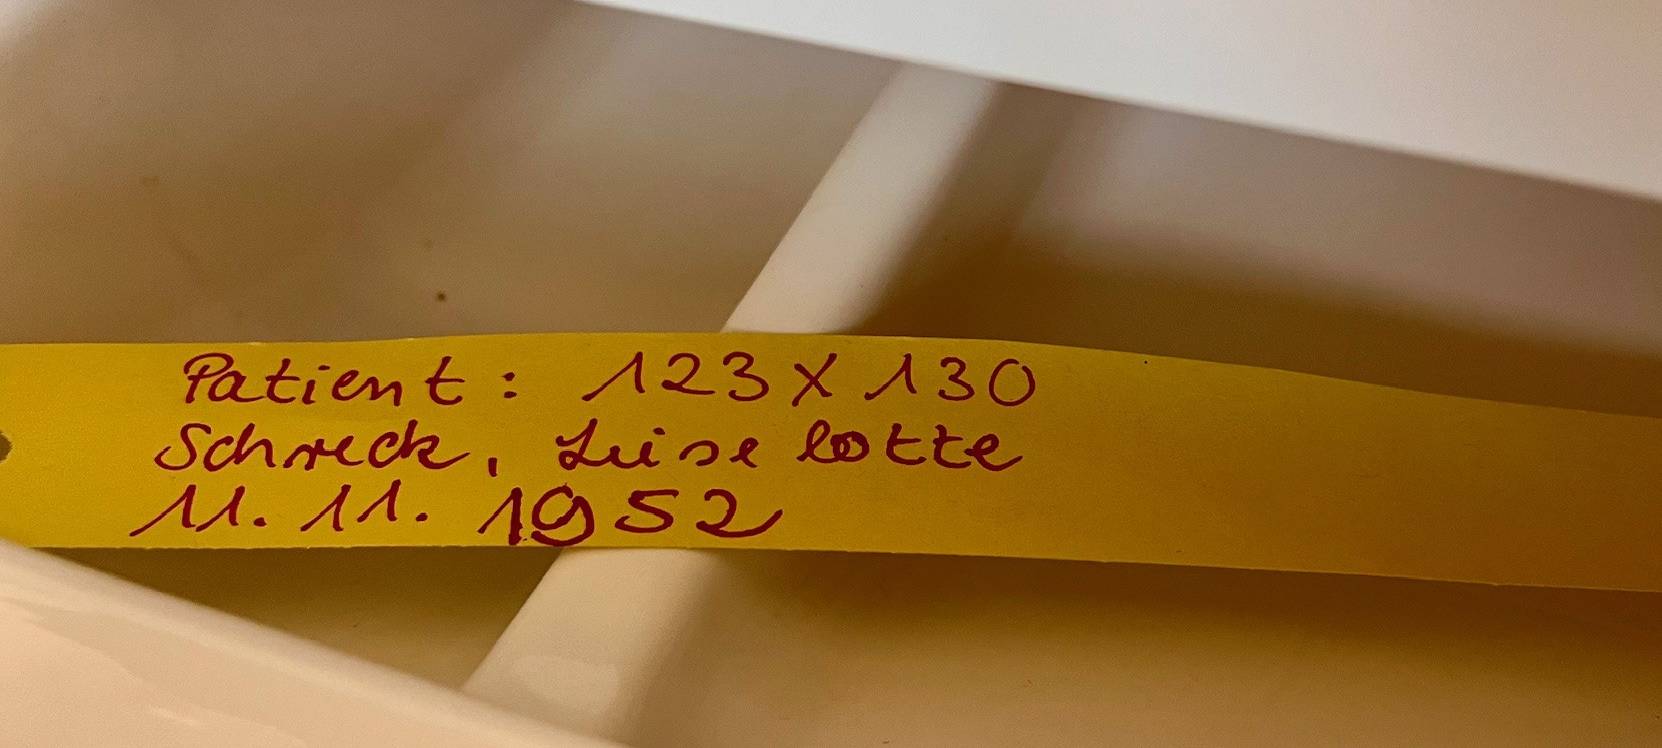 Patient: 123X130
Schreck, Liselotte
11.11.1952